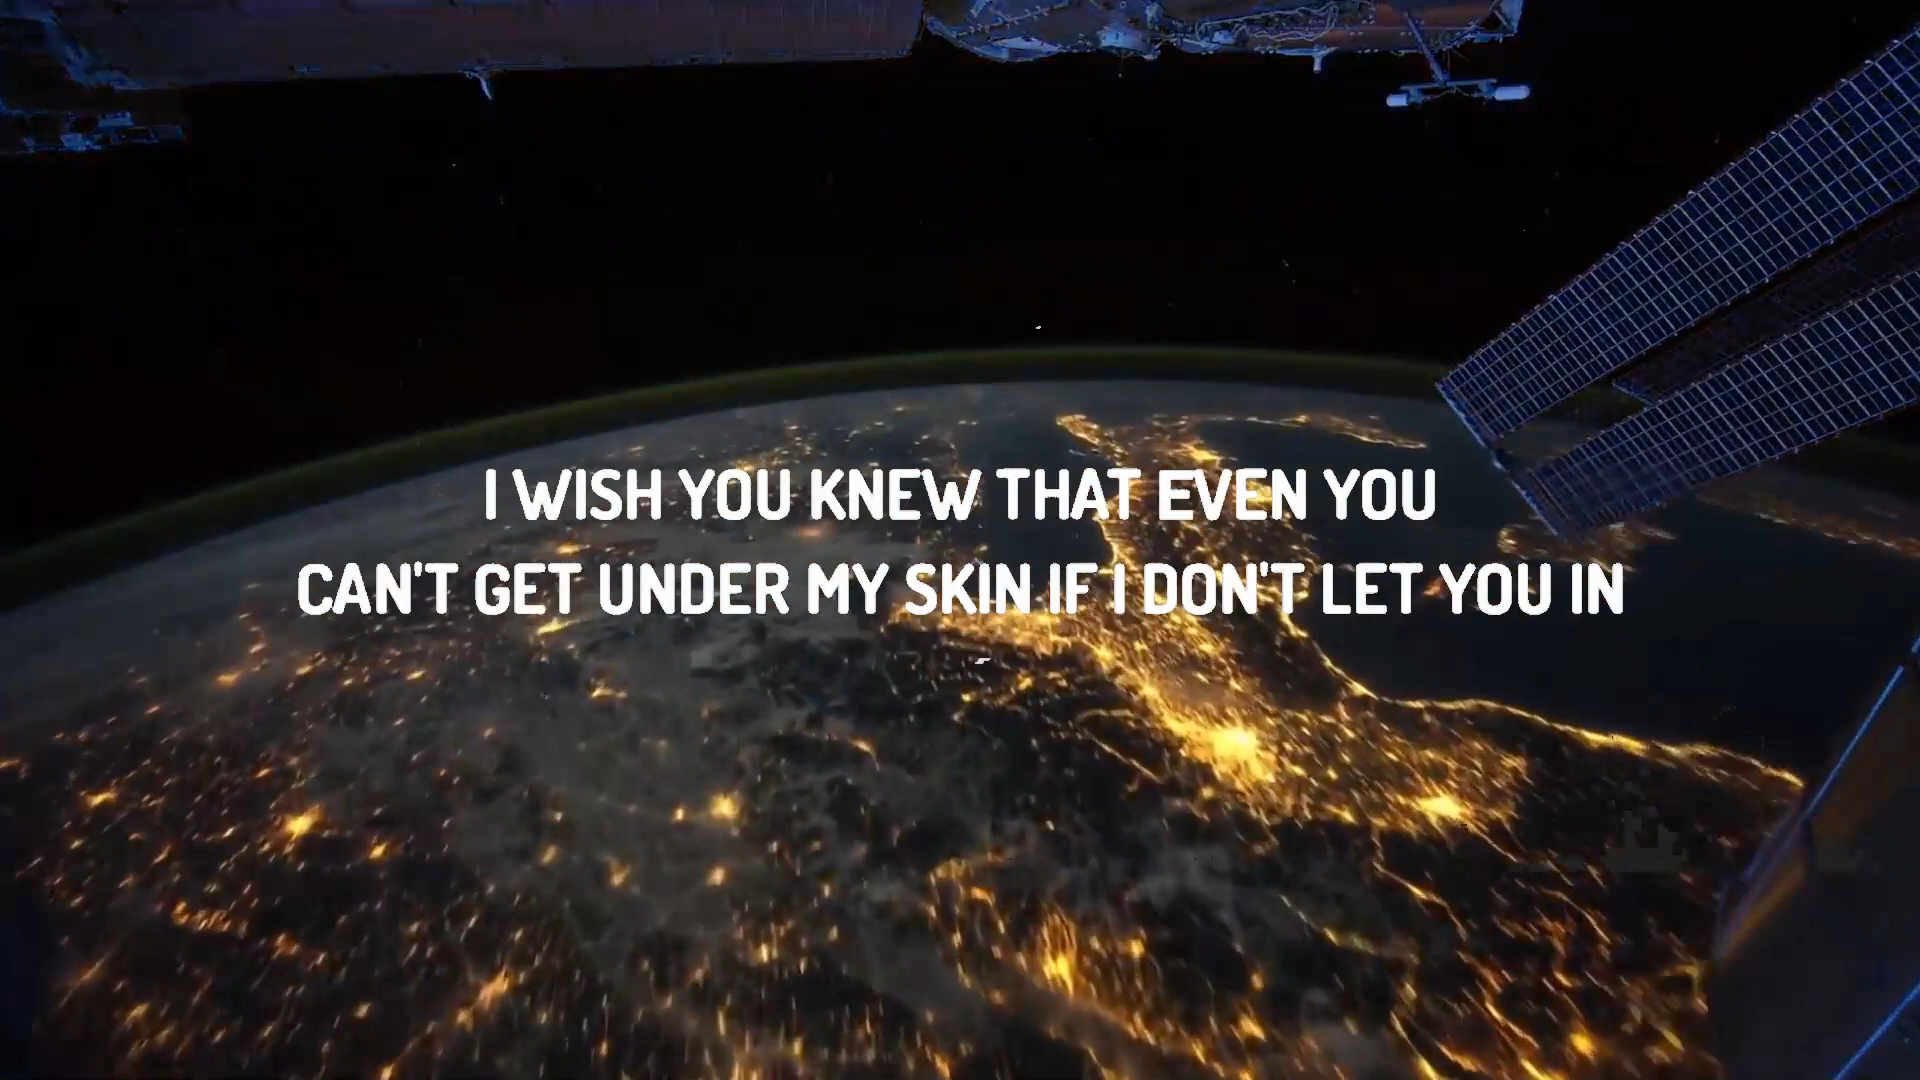 I WISH YOU KNEW THAT EVEN YOU
CAN'T GET UNDER MY SKIN IF I DON'T LET YOU IN